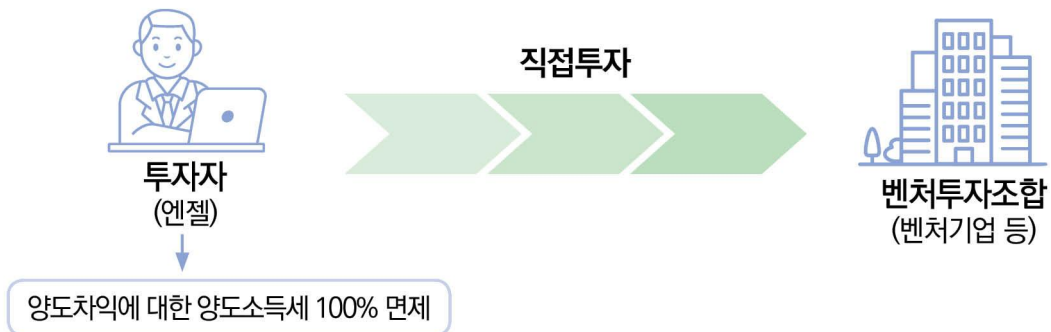 직접투자
투자자
(엔젤)
벤처투자조합
(벤처기업 등)
양도차익에 대한 양도소득세 100% 면제